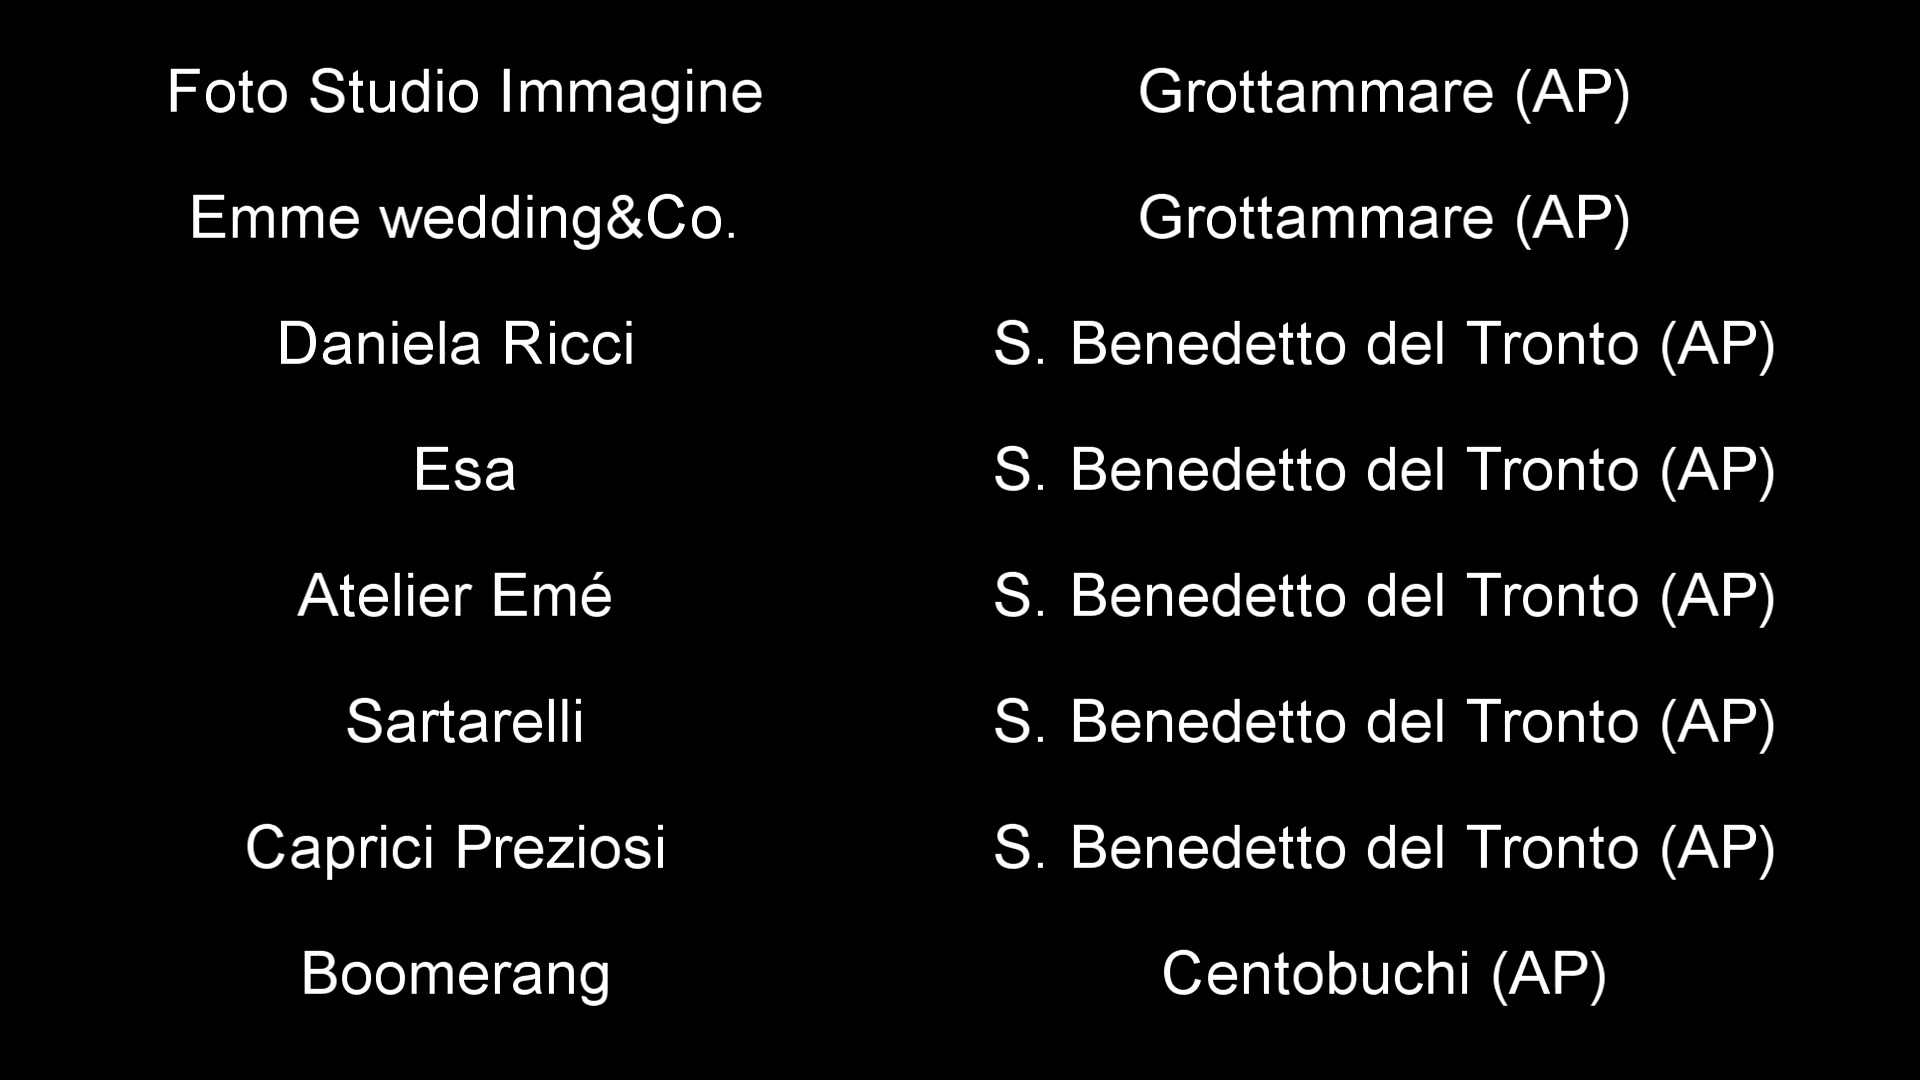 Foto Studio Immagine Grottammare (AP)
Emme wedding&Co. Grottammare (AP)
Daniela Ricci S. Benedetto del Tronto (AP)
Esa S. Benedetto del Tronto (AP)
Atelier Emé S. Benedetto del Tronto (AP)
Sartarelli S. Benedetto del Tronto (AP)
Caprici Preziosi S. Benedetto del Tronto (AP)
Boomerang Centobuchi (AP)